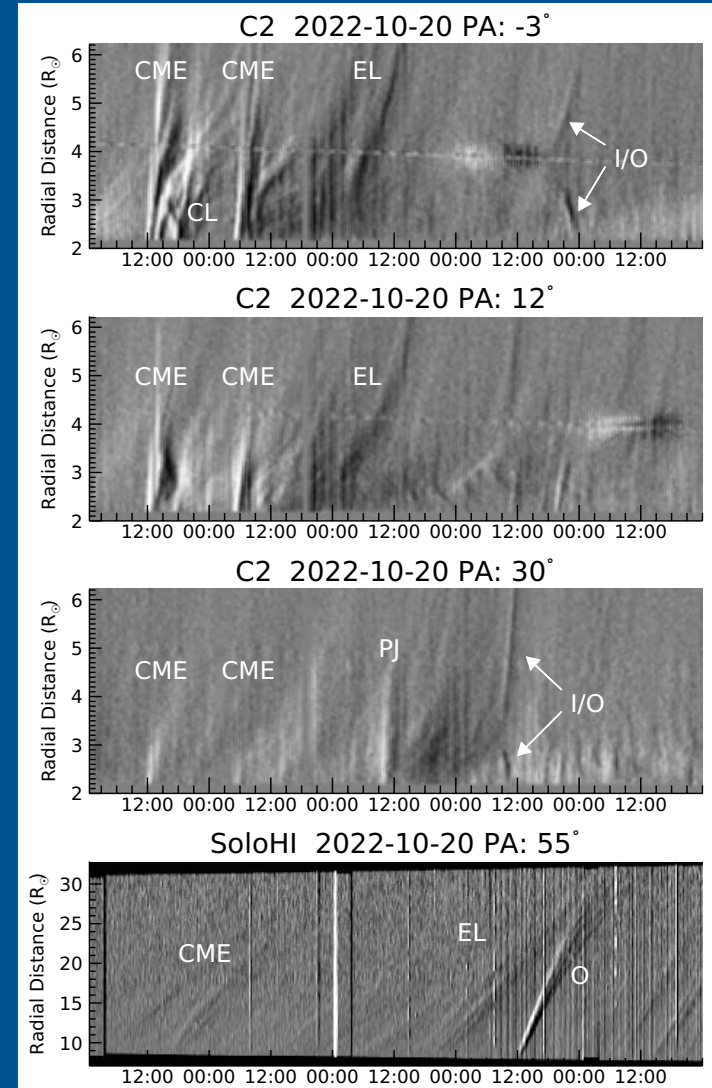 C2 2022-10-20 PA: -3°
Radial Distance (R☉)
6
5
4
3
2
CME CME EL
I/O
CL
12:00 00:00 12:00 00:00 12:00 00:00 12:00 00:00 12:00
C2 2022-10-20 PA: 12°
Radial Distance (R☉)
6
5
4
3
2
CME CME EL
12:00 00:00 12:00 00:00 12:00 00:00 12:00 00:00 12:00
C2 2022-10-20 PA: 30°
Radial Distance (R☉)
6
5
4
3
2
PJ
CME CME
I/O
12:00 00:00 12:00 00:00 12:00 00:00 12:00 00:00 12:00
SoloHI 2022-10-20 PA: 55°
Radial Distance (R☉)
30
25
20
15
10
EL
CME
O
12:00 00:00 12:00 00:00 12:00 00:00 12:00 00:00 12:00